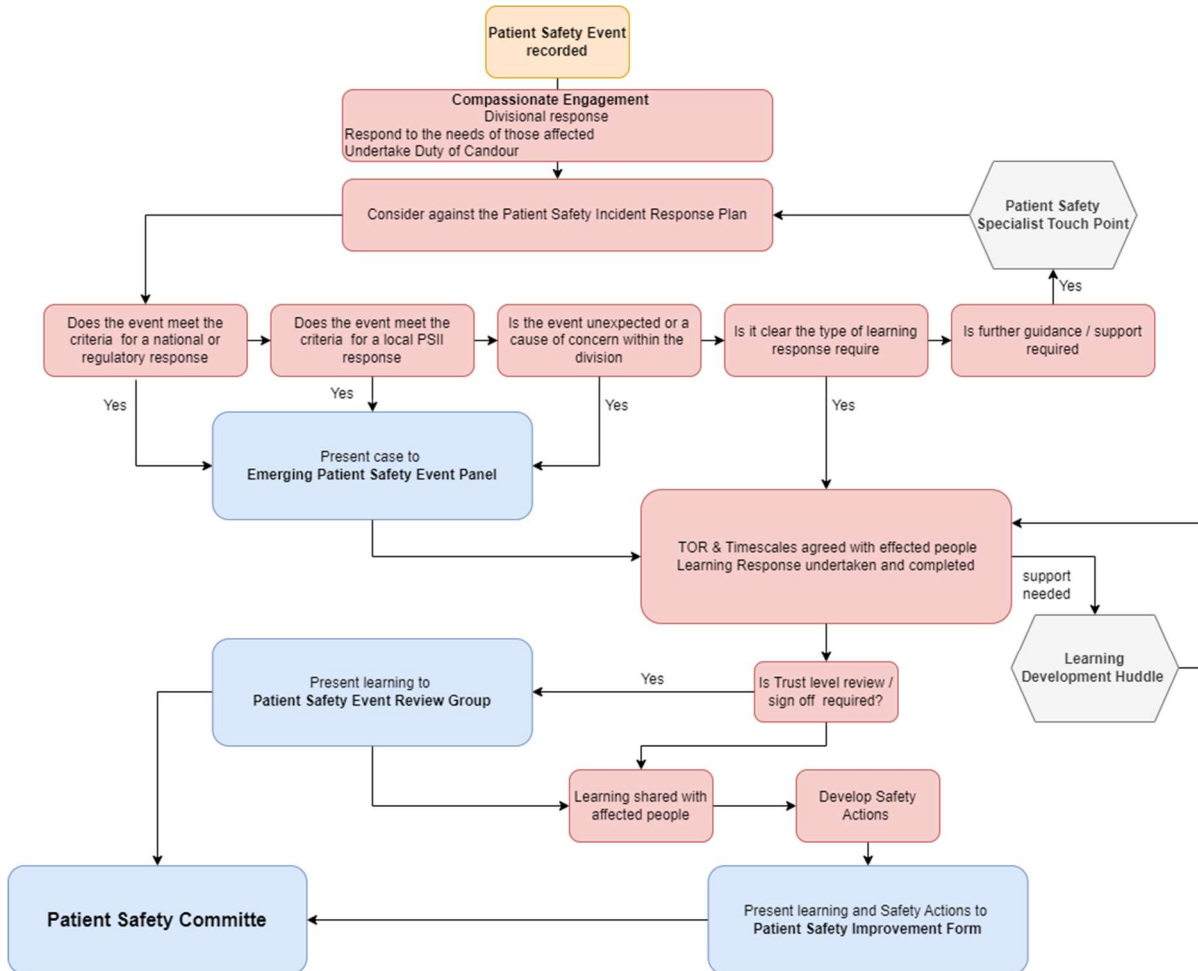 Patient Safety Event
recorded
Compassionate Engagement
Divisional response
Respond to the needs of those affected
Undertake Duty of Candour
Consider against the Patient Safety Incident Response Plan
Patient Safety
Specialist Touch Point
Yes
Does the event meet the
criteria for a national or
regulatory response
Does the event meet the
criteria for a local PSII
response
Is the event unexpected or a
cause of concern within the
division
Is it clear the type of learning
response require
Is further guidance / support
required
Yes
Yes
Yes
Yes
Present case to
Emerging Patient Safety Event Panel
TOR & Timescales agreed with effected people
Learning Response undertaken and completed
support
needed
Learning
Development Huddle
Present learning to
Patient Safety Event Review Group
Yes
Is Trust level review /
sign off required?
Learning shared with
affected people
Develop Safety
Actions
Patient Safety Committe
Present learning and Safety Actions to
Patient Safety Improvement Form